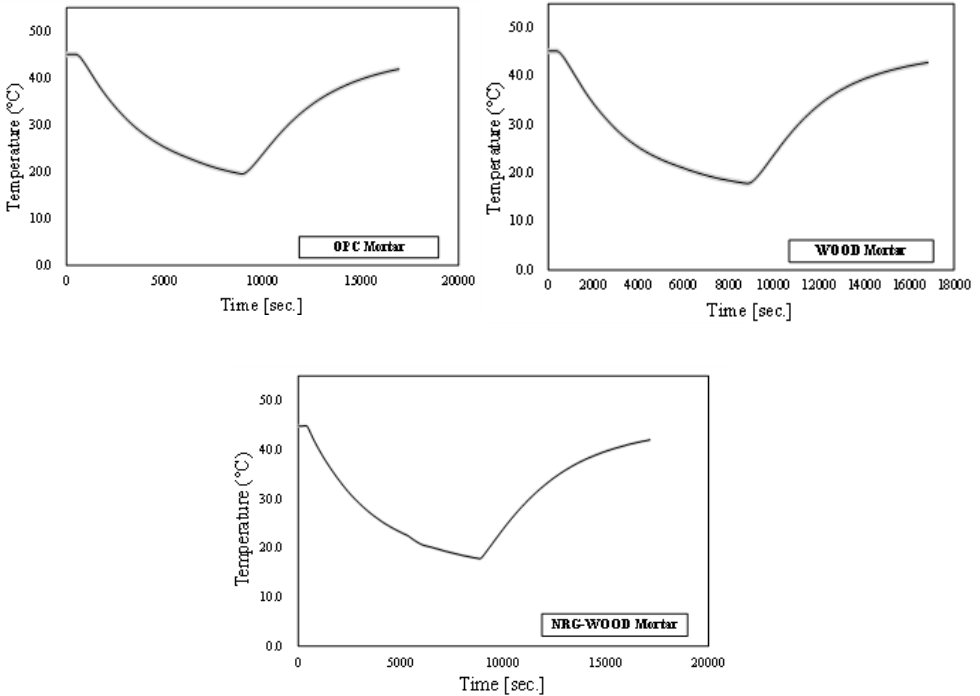 50.0
40.0
30.0
20.0
10.0
0.0
Temperature (°C)
0 5000 10000 15000 20000
Time [sec.]
OPC Mortar
50.0
40.0
30.0
20.0
10.0
0.0
Temperature (°C)
0 2000 4000 6000 8000 10000 12000 14000 16000 18000
Time [sec.]
WOOD Mortar
50.0
40.0
30.0
20.0
10.0
0.0
Temperature (°C)
0 5000 10000 15000 20000
Time [sec.]
NRG-WOOD Mortar